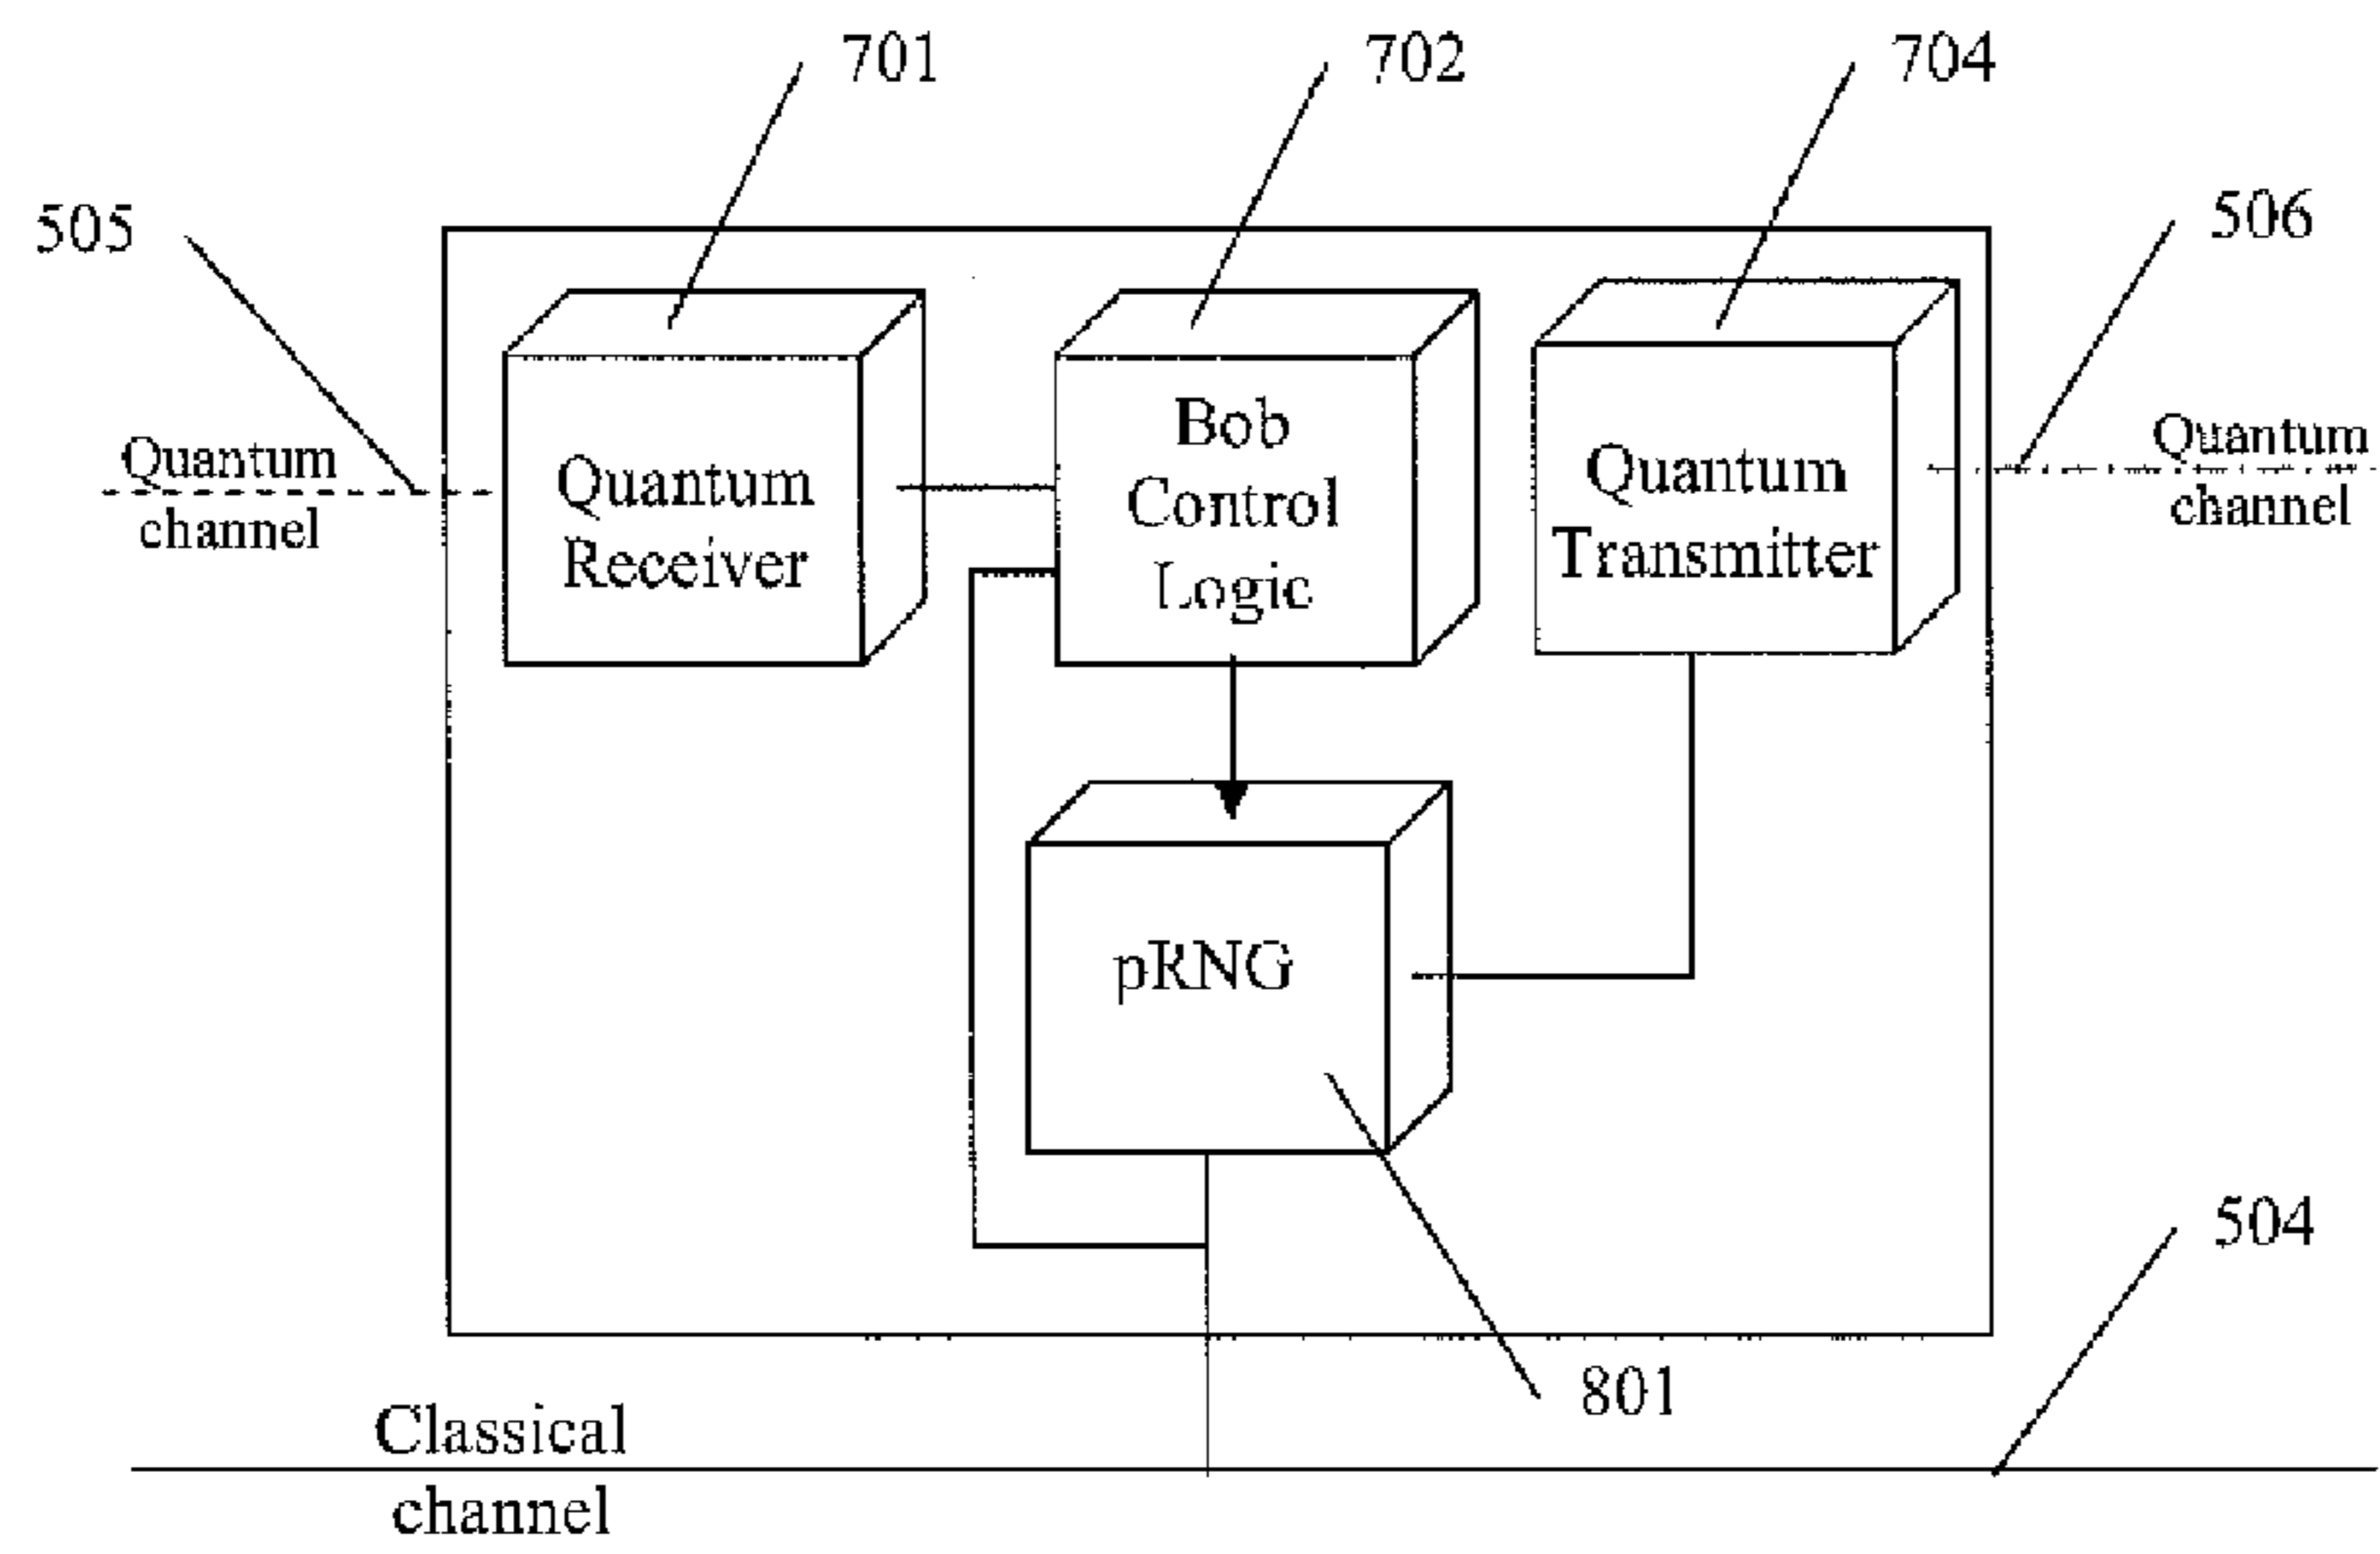 701
702
704
505
506
Quantum
channel
Quantum
Receiver
Bob
Control
Logic
Quantum
Transmitter
Quantum
channel
pRNG
504
801
Classical
channel